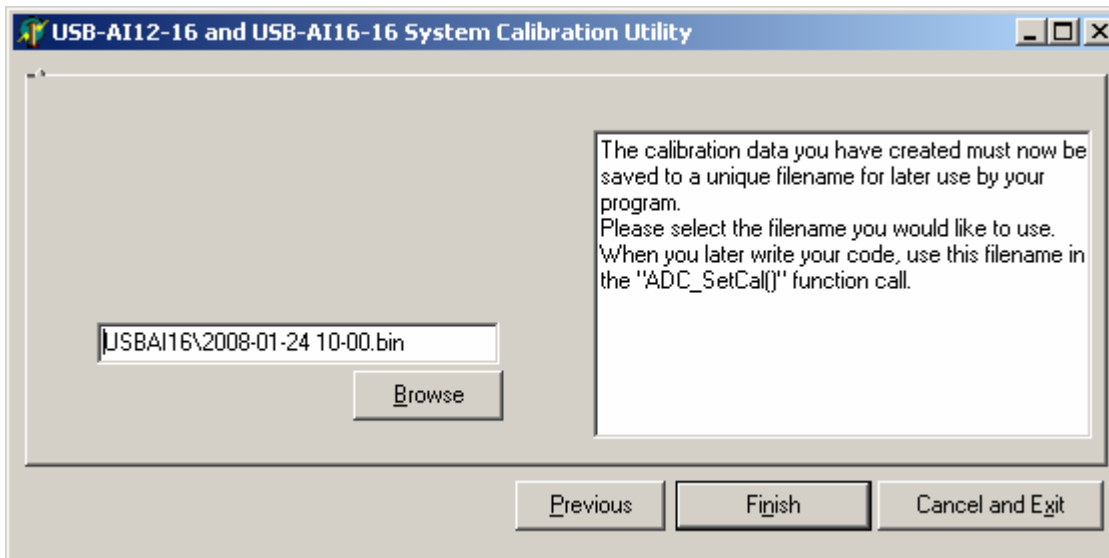 USB-AI12-16 and USB-AI16-16 System Calibration Utility
The calibration data you have created must now be
saved to a unique filename for later use by your
program.
Please select the filename you would like to use.
When you later write your code, use this filename in
the "ADC_SetCal()" function call.
USBAI16\2008-01-24 10-00.bin
Browse
Previous
Finish
Cancel and Exit